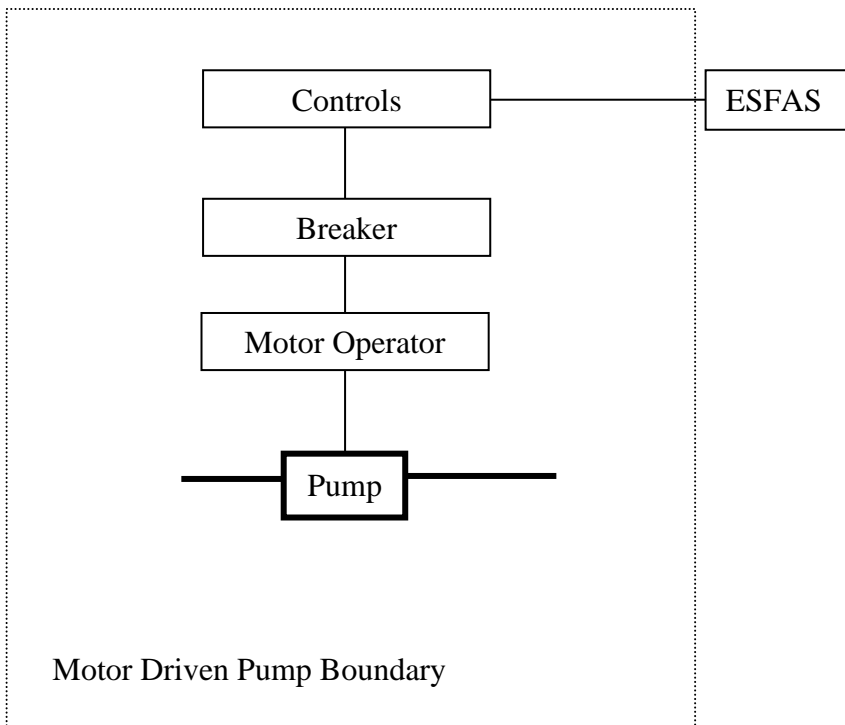 Controls
ESFAS
Breaker
Motor Operator
Pump
Motor Driven Pump Boundary